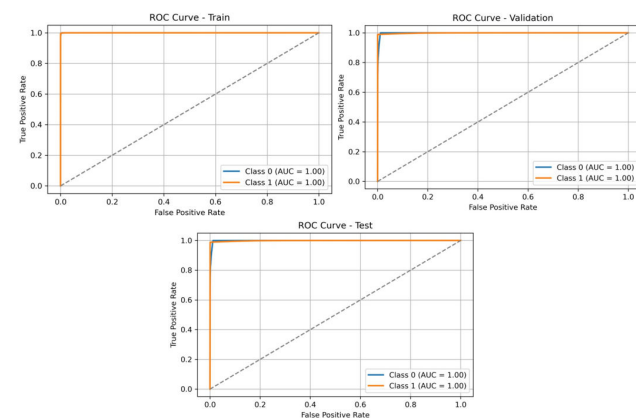 ROC Curve - Train
True Positive Rate
1.0
0.8
0.6
0.4
0.2
0.0
Class 0 (AUC = 1.00)
Class 1 (AUC = 1.00)
0.0 0.2 0.4 0.6 0.8 1.0
False Positive Rate
ROC Curve - Validation
True Positive Rate
1.0
0.8
0.6
0.4
0.2
0.0
Class 0 (AUC = 1.00)
Class 1 (AUC = 1.00)
0.0 0.2 0.4 0.6 0.8 1.0
False Positive Rate
ROC Curve - Test
True Positive Rate
1.0
0.8
0.6
0.4
0.2
0.0
Class 0 (AUC = 1.00)
Class 1 (AUC = 1.00)
0.0 0.2 0.4 0.6 0.8 1.0
False Positive Rate